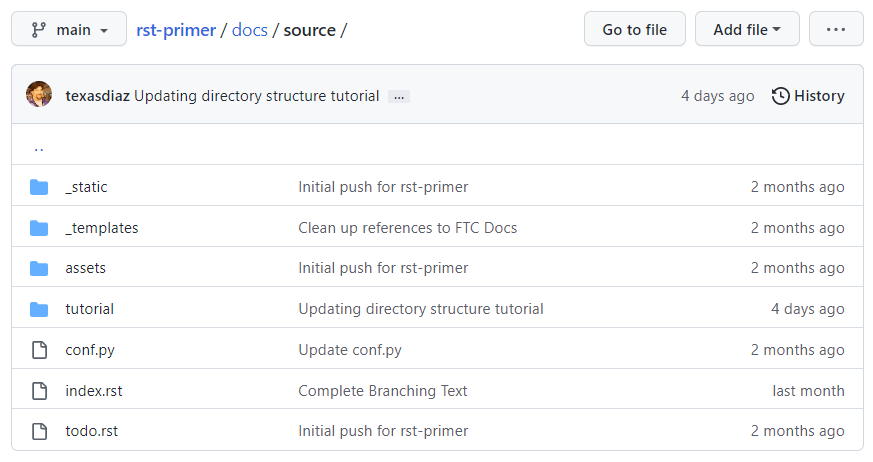 main rst-primer / docs / source / Go to file Add file ...
texasdiaz Updating directory structure tutorial ... 4 days ago History
..
_static Initial push for rst-primer 2 months ago
_templates Clean up references to FTC Docs 2 months ago
assets Initial push for rst-primer 2 months ago
tutorial Updating directory structure tutorial 4 days ago
conf.py Update conf.py 2 months ago
index.rst Complete Branching Text last month
todo.rst Initial push for rst-primer 2 months ago